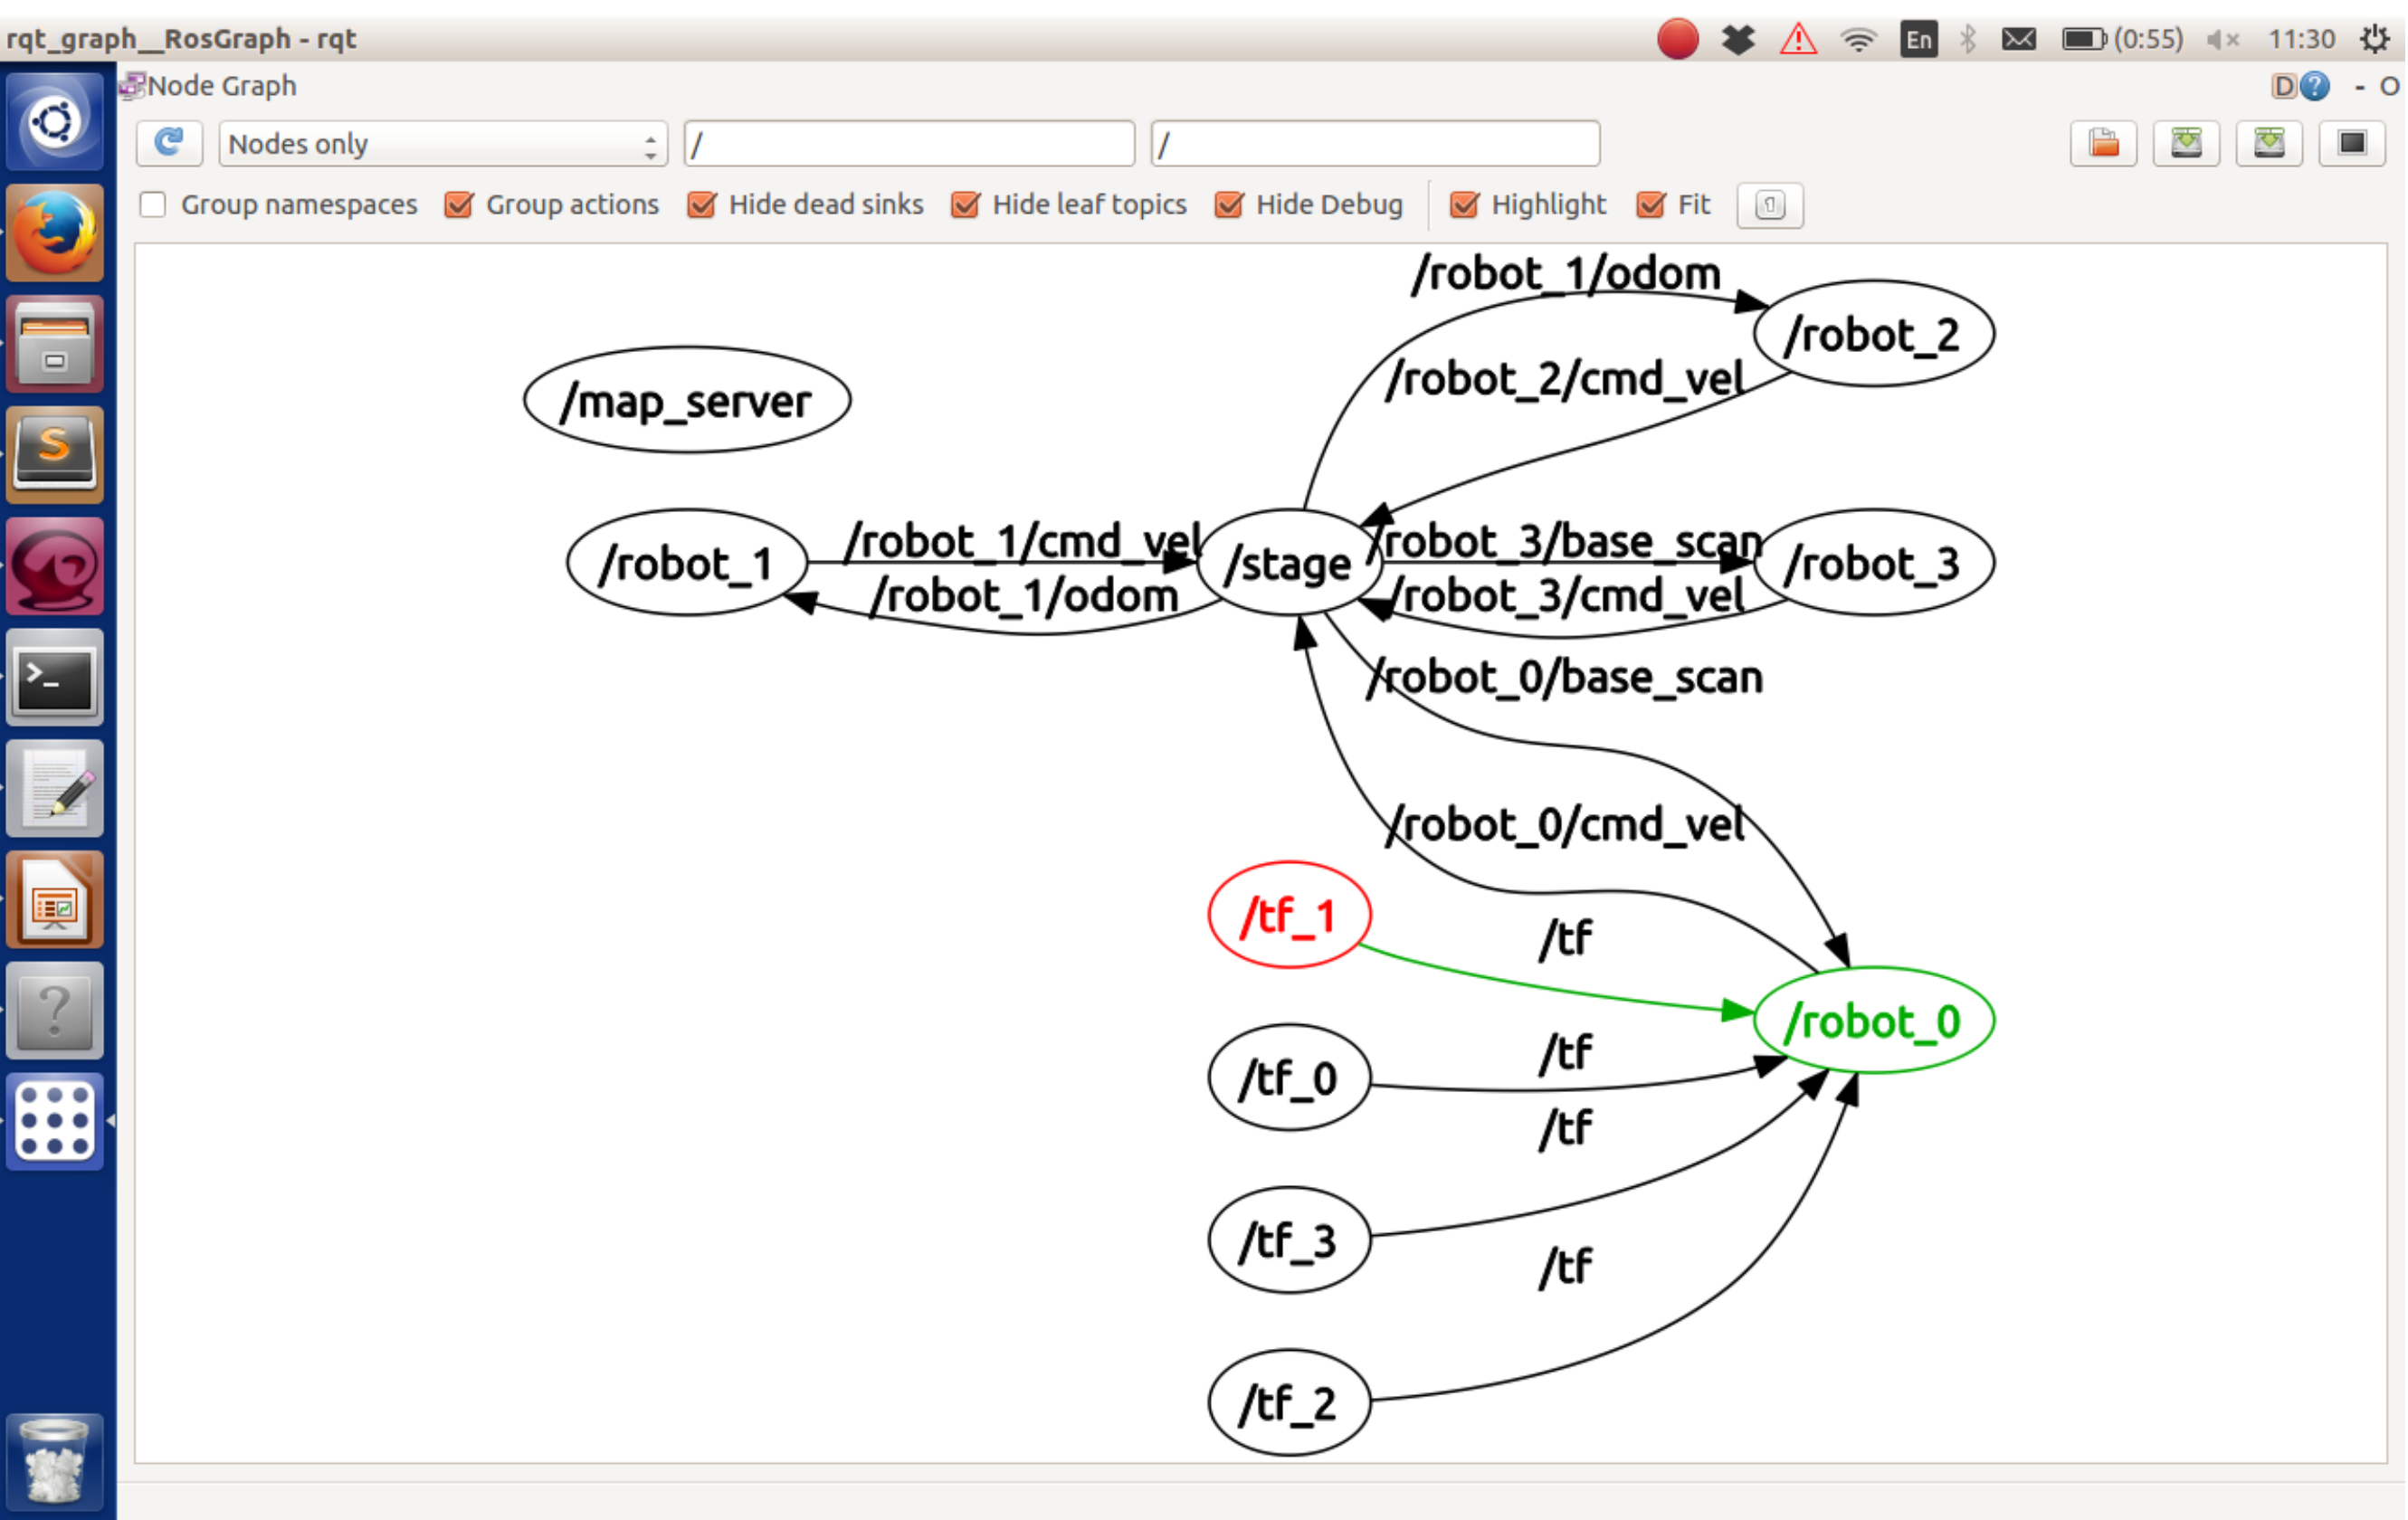 rqt_graph__RosGraph - rqt
En (0:55) 11:30
Node Graph
D ? - O
Nodes only / /
Group namespaces Group actions Hide dead sinks Hide leaf topics Hide Debug Highlight Fit
/robot_1/odom
/robot_2
/robot_2/cmd_vel
/map_server
/robot_1/cmd_vel
/robot_3/base_scan
/robot_1
/stage
/robot_3
/robot_1/odom
/robot_3/cmd_vel
/robot_0/base_scan
/robot_0/cmd_vel
/tf_1
/tf
/robot_0
/tf
/tf_0
/tf
/tf_3
/tf
/tf_2